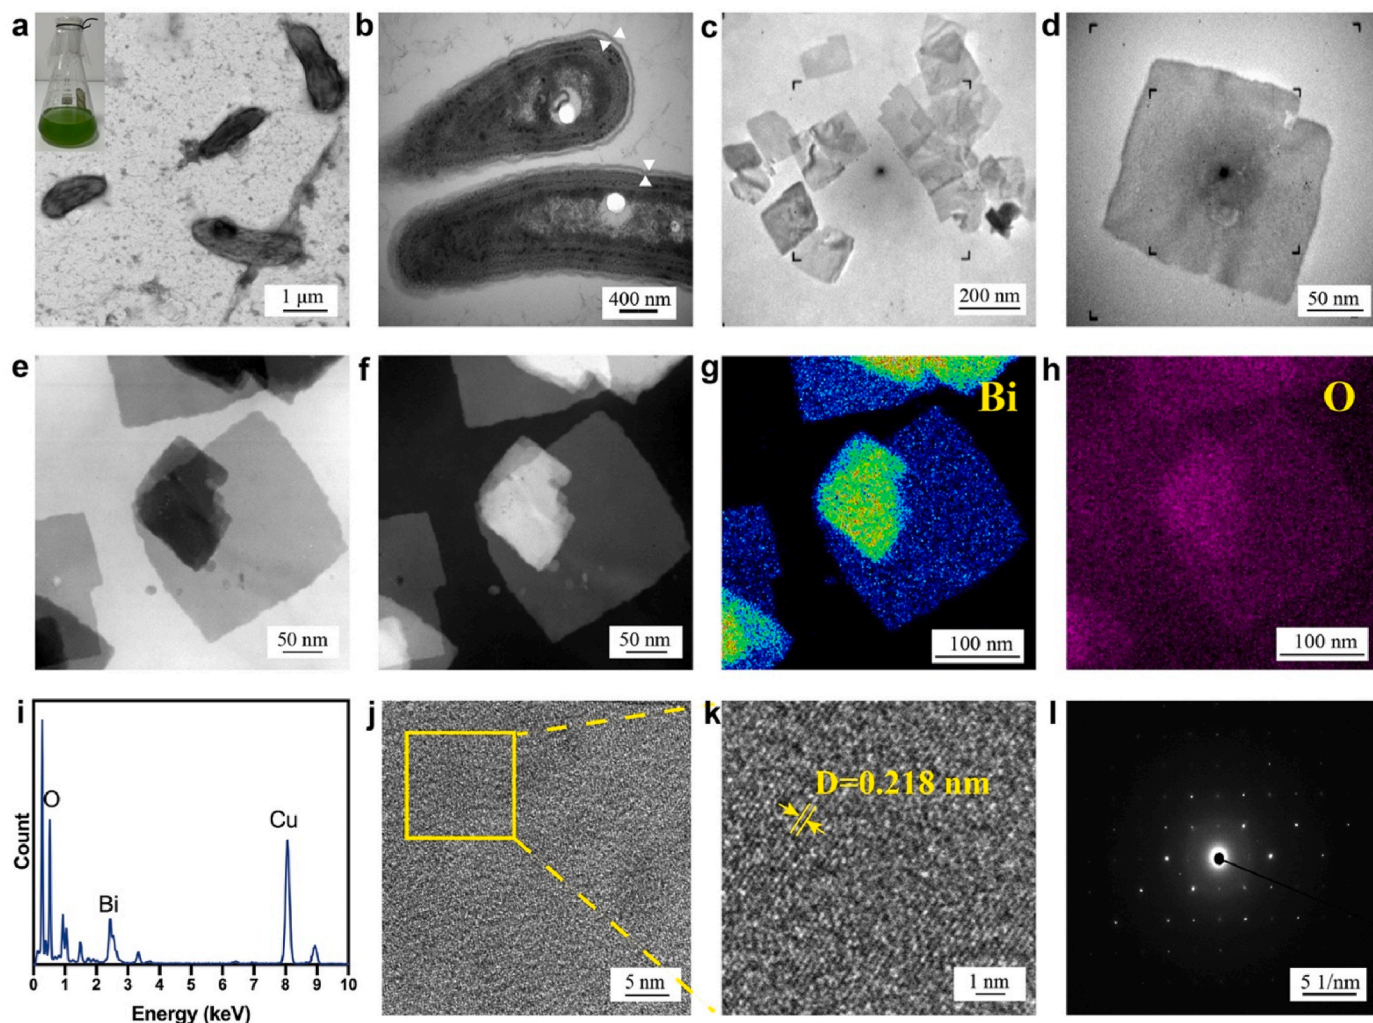 a
b
c
d
1 μm
400 nm
200 nm
50 nm
e
f
g
h
Bi
O
50 nm
50 nm
100 nm
100 nm
i
j
k
l
O
Bi
Cu
Count
0 1 2 3 4 5 6 7 8 9 10
Energy (keV)
D=0.218 nm
5 nm
1 nm
5 1/nm